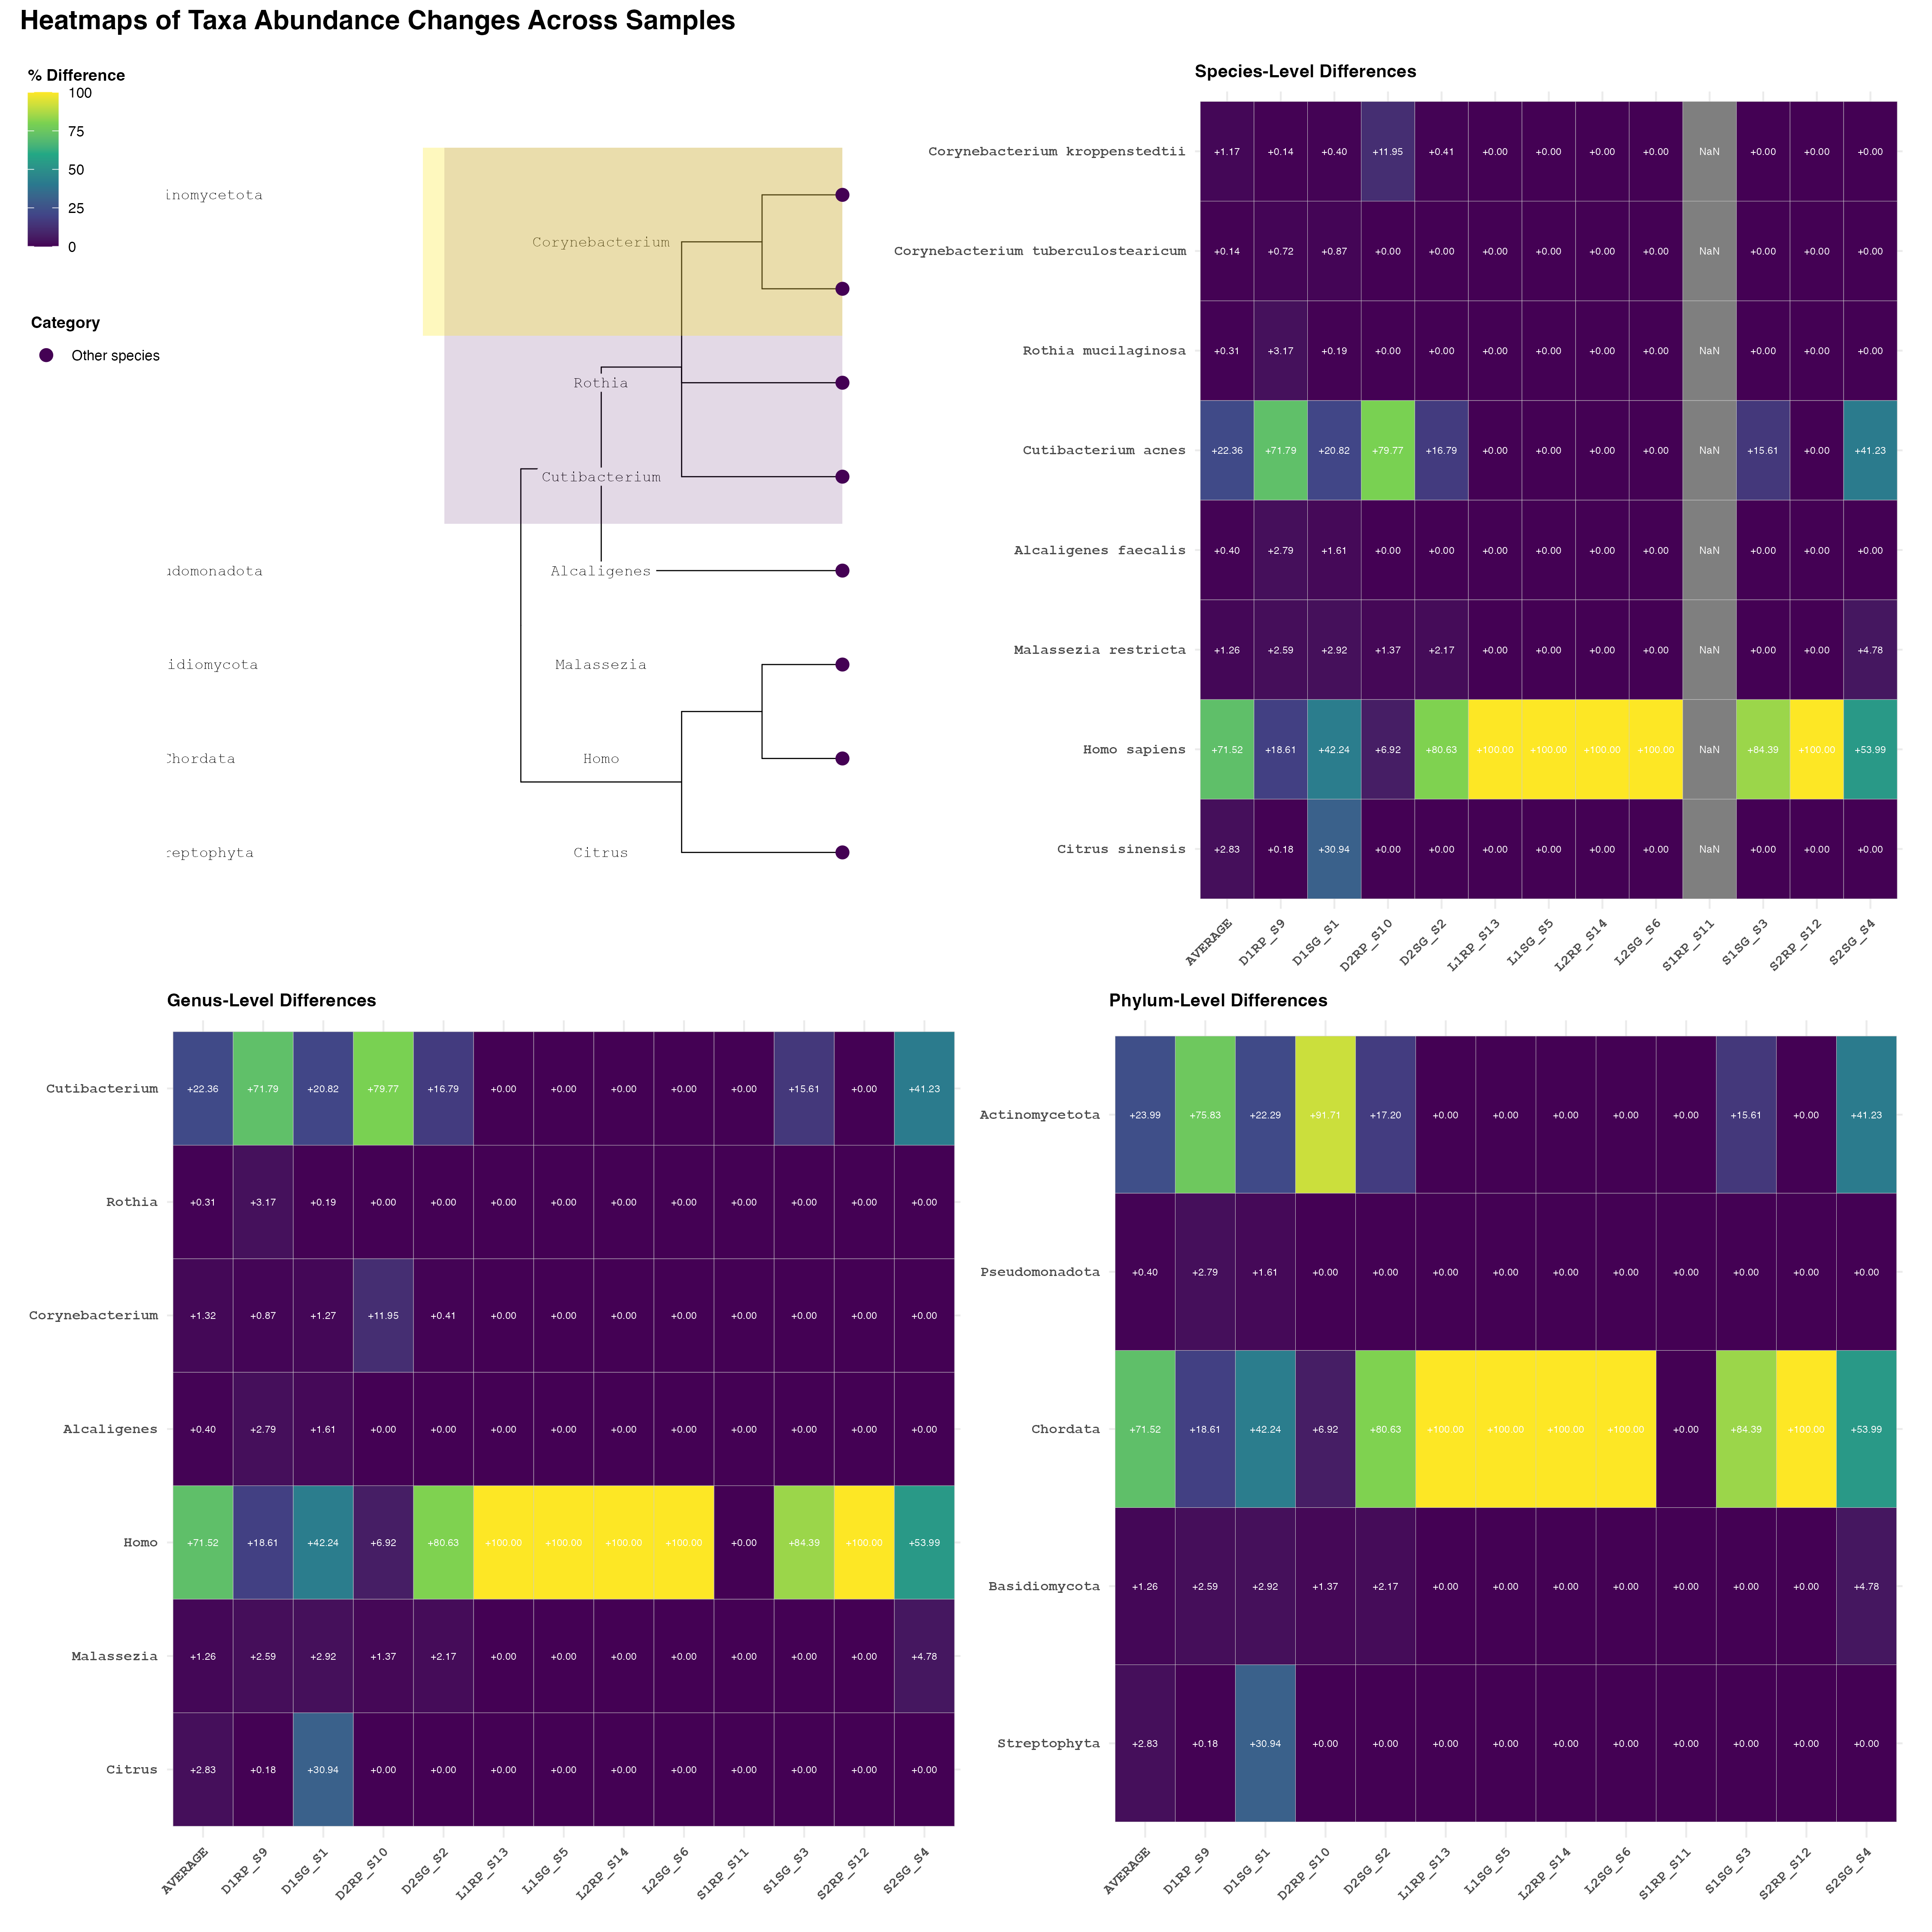 Heatmaps of Taxa Abundance Changes Across Samples
% Difference
100
75
50
25
0
Category
Other species
inomycetota
Corynebacterium
Rothia
Cutibacterium
udomonadota
Alcaligenes
idiomycota
Malassezia
Chordata
Homo
reptophyta
Citrus
Species-Level Differences
Corynebacterium kroppenstedtii +1.17 +0.14 +0.40 +11.95 +0.41 +0.00 +0.00 +0.00 +0.00 NaN +0.00 +0.00 +0.00
Corynebacterium tuberculostearicum +0.14 +0.72 +0.87 +0.00 +0.00 +0.00 +0.00 +0.00 +0.00 NaN +0.00 +0.00 +0.00
Rothia mucilaginosa +0.31 +3.17 +0.19 +0.00 +0.00 +0.00 +0.00 +0.00 +0.00 NaN +0.00 +0.00 +0.00
Cutibacterium acnes +22.36 +71.79 +20.82 +79.77 +16.79 +0.00 +0.00 +0.00 +0.00 NaN +15.61 +0.00 +41.23
Alcaligenes faecalis +0.40 +2.79 +1.61 +0.00 +0.00 +0.00 +0.00 +0.00 +0.00 NaN +0.00 +0.00 +0.00
Malassezia restricta +1.26 +2.59 +2.92 +1.37 +2.17 +0.00 +0.00 +0.00 +0.00 NaN +0.00 +0.00 +4.78
Homo sapiens +71.52 +18.61 +42.24 +6.92 +80.63 +100.00 +100.00 +100.00 +100.00 NaN +84.39 +100.00 +53.99
Citrus sinensis +2.83 +0.18 +30.94 +0.00 +0.00 +0.00 +0.00 +0.00 +0.00 NaN +0.00 +0.00 +0.00
AVERAGE D1RP_S9 D1SG_S1 D2RP_S10 D2SG_S2 L1RP_S13 L1SG_S5 L2RP_S14 L2SG_S6 S1RP_S11 S1SG_S3 S2RP_S12 S2SG_S4
Genus-Level Differences
Cutibacterium +22.36 +71.79 +20.82 +79.77 +16.79 +0.00 +0.00 +0.00 +0.00 +0.00 +15.61 +0.00 +41.23
Rothia +0.31 +3.17 +0.19 +0.00 +0.00 +0.00 +0.00 +0.00 +0.00 +0.00 +0.00 +0.00 +0.00
Corynebacterium +1.32 +0.87 +1.27 +11.95 +0.41 +0.00 +0.00 +0.00 +0.00 +0.00 +0.00 +0.00 +0.00
Alcaligenes +0.40 +2.79 +1.61 +0.00 +0.00 +0.00 +0.00 +0.00 +0.00 +0.00 +0.00 +0.00 +0.00
Homo +71.52 +18.61 +42.24 +6.92 +80.63 +100.00 +100.00 +100.00 +100.00 +0.00 +84.39 +100.00 +53.99
Malassezia +1.26 +2.59 +2.92 +1.37 +2.17 +0.00 +0.00 +0.00 +0.00 +0.00 +0.00 +0.00 +4.78
Citrus +2.83 +0.18 +30.94 +0.00 +0.00 +0.00 +0.00 +0.00 +0.00 +0.00 +0.00 +0.00 +0.00
AVERAGE D1RP_S9 D1SG_S1 D2RP_S10 D2SG_S2 L1RP_S13 L1SG_S5 L2RP_S14 L2SG_S6 S1RP_S11 S1SG_S3 S2RP_S12 S2SG_S4
Phylum-Level Differences
Actinomycetota +23.99 +75.83 +22.29 +91.71 +17.20 +0.00 +0.00 +0.00 +0.00 +0.00 +15.61 +0.00 +41.23
Pseudomonadota +0.40 +2.79 +1.61 +0.00 +0.00 +0.00 +0.00 +0.00 +0.00 +0.00 +0.00 +0.00 +0.00
Chordata +71.52 +18.61 +42.24 +6.92 +80.63 +100.00 +100.00 +100.00 +100.00 +0.00 +84.39 +100.00 +53.99
Basidiomycota +1.26 +2.59 +2.92 +1.37 +2.17 +0.00 +0.00 +0.00 +0.00 +0.00 +0.00 +0.00 +4.78
Streptophyta +2.83 +0.18 +30.94 +0.00 +0.00 +0.00 +0.00 +0.00 +0.00 +0.00 +0.00 +0.00 +0.00
AVERAGE D1RP_S9 D1SG_S1 D2RP_S10 D2SG_S2 L1RP_S13 L1SG_S5 L2RP_S14 L2SG_S6 S1RP_S11 S1SG_S3 S2RP_S12 S2SG_S4